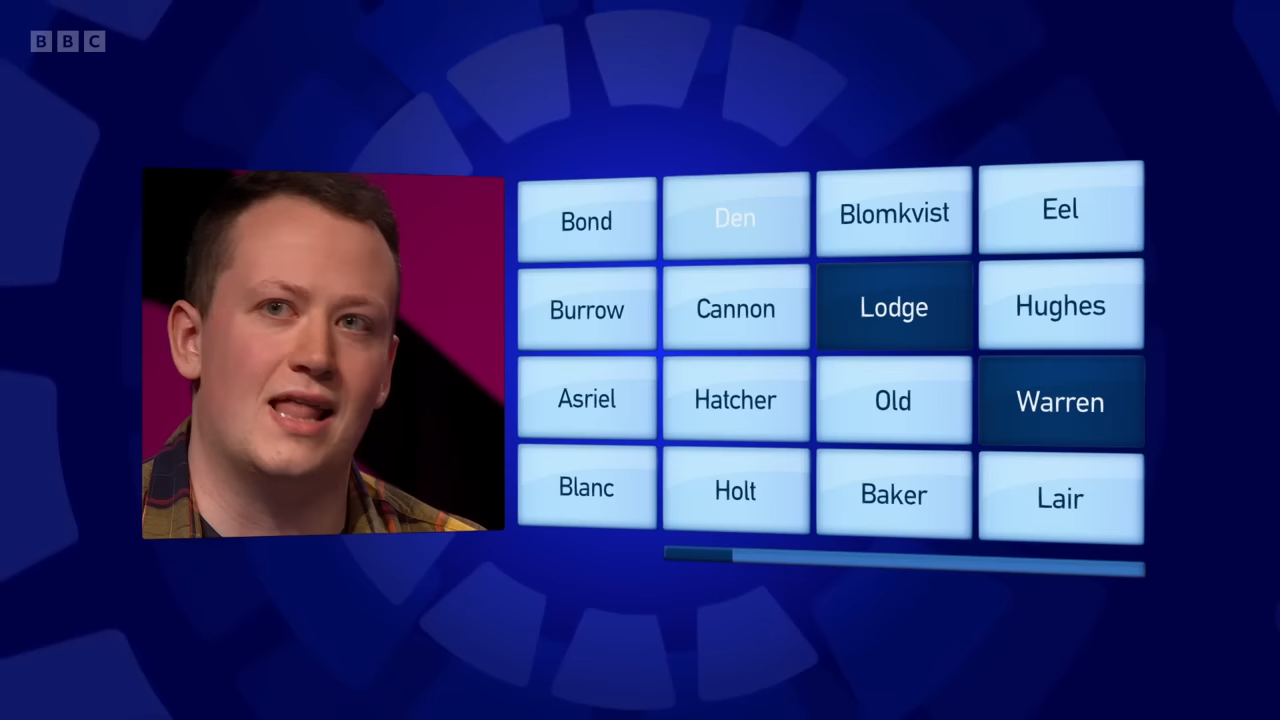 BBC
Bond
Den
Blomkvist
Eel
Burrow
Cannon
Lodge
Hughes
Asriel
Hatcher
Old
Warren
Blanc
Holt
Baker
Lair